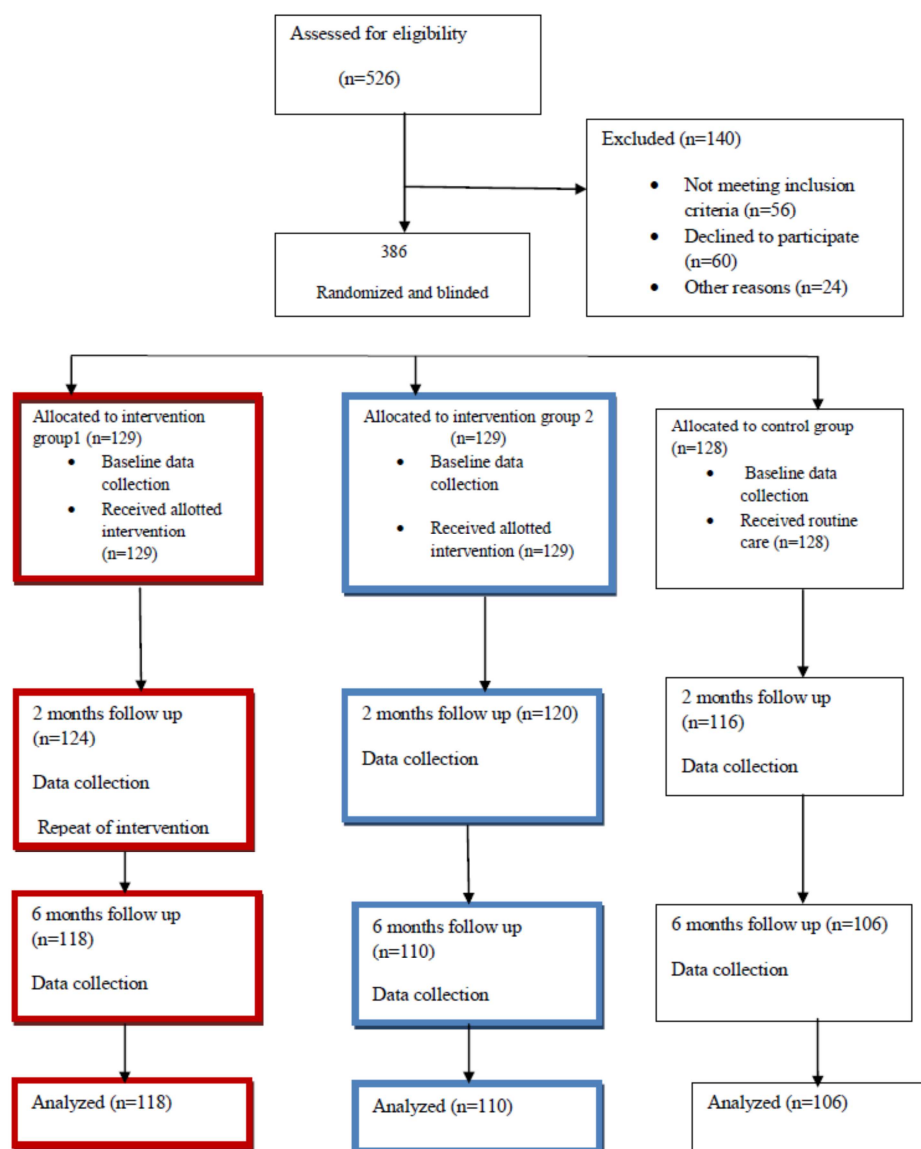 Assessed for eligibility
(n=526)
Excluded (n=140)
• Not meeting inclusion
criteria (n=56)
• Declined to participate
(n=60)
• Other reasons (n=24)
386
Randomized and blinded
Allocated to intervention
group1 (n=129)
• Baseline data
collection
• Received allotted
intervention
(n=129)
Allocated to intervention group 2
(n=129)
• Baseline data
collection
• Received allotted
intervention (n=129)
Allocated to control group
(n=128)
• Baseline data
collection
• Received routine
care (n=128)
2 months follow up
(n=124)
Data collection
Repeat of intervention
2 months follow up (n=120)
Data collection
2 months follow up
(n=116)
Data collection
6 months follow up
(n=118)
Data collection
6 months follow up
(n=110)
Data collection
6 months follow up (n=106)
Data collection
Analyzed (n=118)
Analyzed (n=110)
Analyzed (n=106)